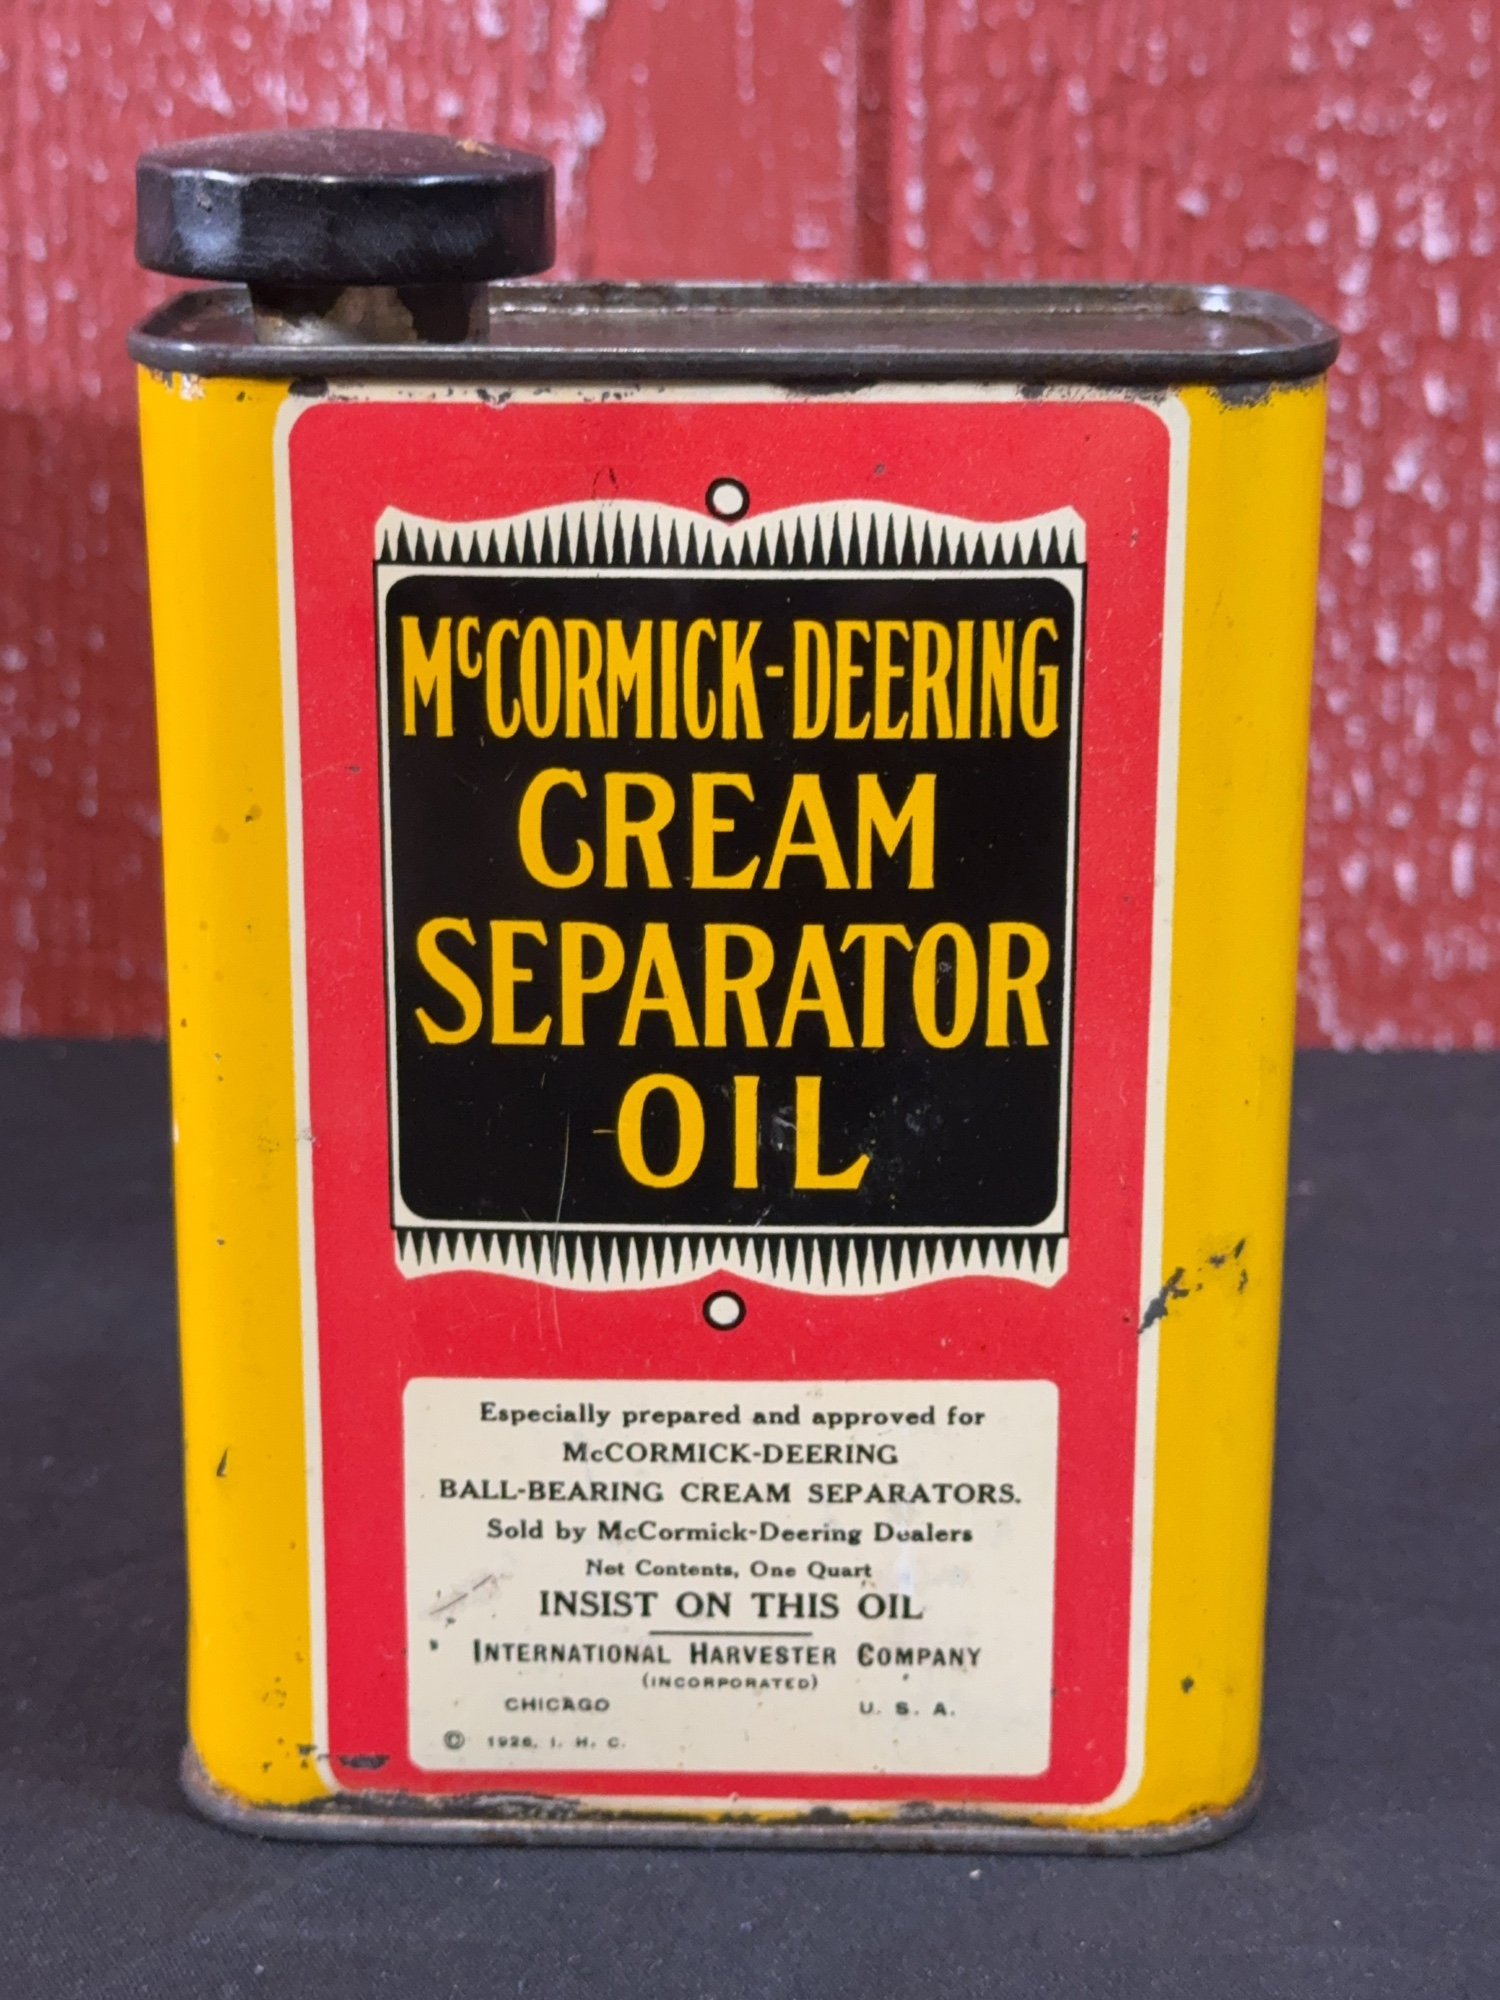 McCORMICK-DEERING
CREAM
SEPARATOR
OIL
Especially prepared and approved for
McCORMICK-DEERING
BALL-BEARING CREAM SEPARATORS.
Sold by McCormick-Deering Dealers
Net Contents, One Quart
INSIST ON THIS OIL
INTERNATIONAL HARVESTER COMPANY
(INCORPORATED)
CHICAGO U. S. A.
© 1926, I. H. C.